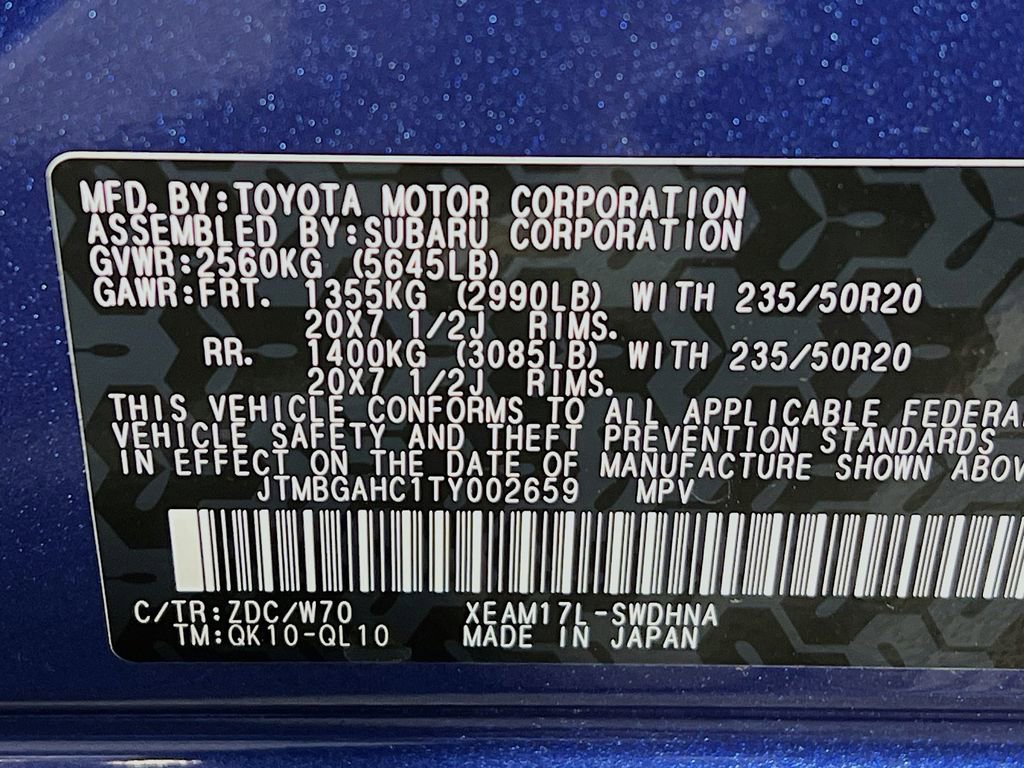 MFD. BY:TOYOTA MOTOR CORPORATION
ASSEMBLED BY:SUBARU CORPORATION
GVWR:2560KG (5645LB)
GAWR:FRT. 1355KG (2990LB) WITH 235/50R20
20X7 1/2J RIMS.
RR. 1400KG (3085LB) WITH 235/50R20
20X7 1/2J RIMS.
THIS VEHICLE CONFORMS TO ALL APPLICABLE FEDERA
VEHICLE SAFETY AND THEFT PREVENTION STANDARDS
IN EFFECT ON THE DATE OF MANUFACTURE SHOWN ABOV
JTMBGAHC1TY002659 MPV
C/TR:ZDC/W70 XEAM17L-SWDHNA
TM:QK10-QL10 MADE IN JAPAN